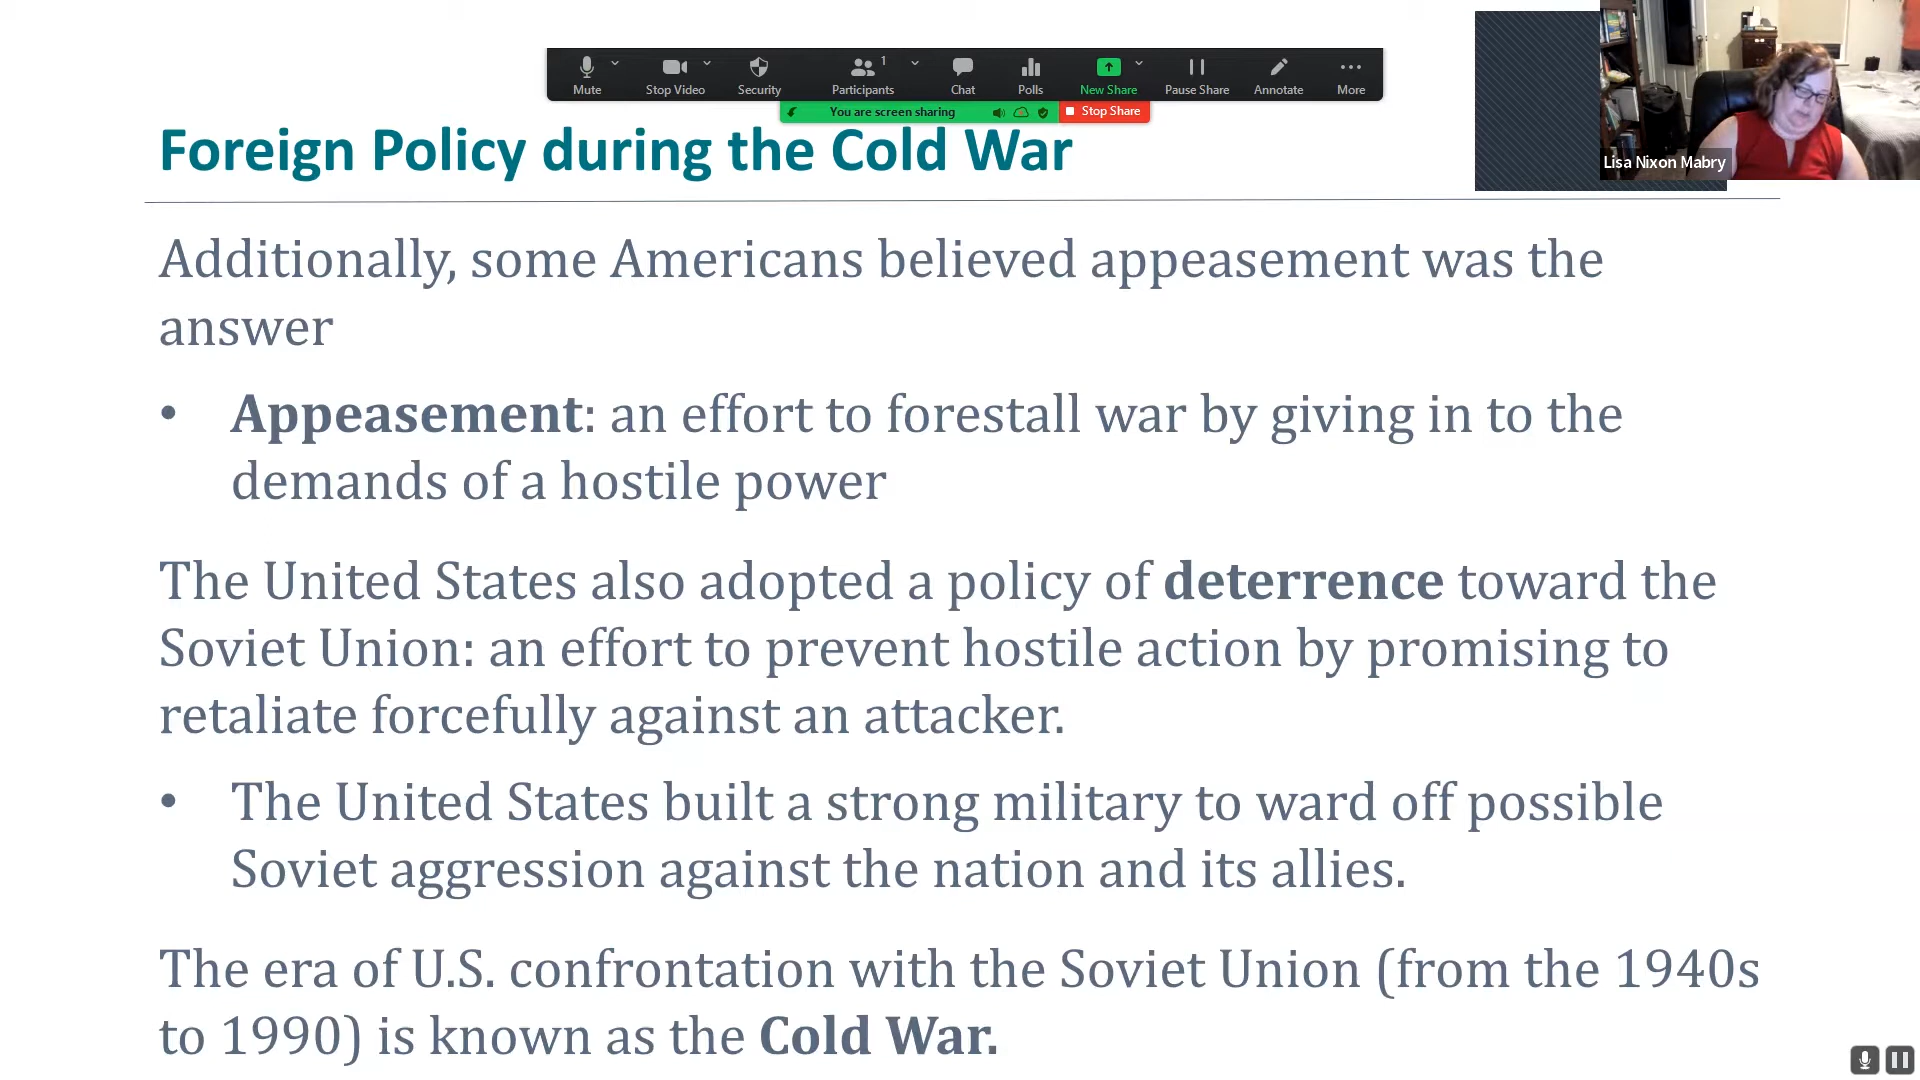 Mute
Stop Video
Security
Participants
1
Chat
Polls
New Share
Pause Share
Annotate
More
You are screen sharing
Stop Share
Lisa Nixon Mabry
Foreign Policy during the Cold War
Additionally, some Americans believed appeasement was the
answer
• Appeasement: an effort to forestall war by giving in to the
demands of a hostile power
The United States also adopted a policy of deterrence toward the
Soviet Union: an effort to prevent hostile action by promising to
retaliate forcefully against an attacker.
• The United States built a strong military to ward off possible
Soviet aggression against the nation and its allies.
The era of U.S. confrontation with the Soviet Union (from the 1940s
to 1990) is known as the Cold War.